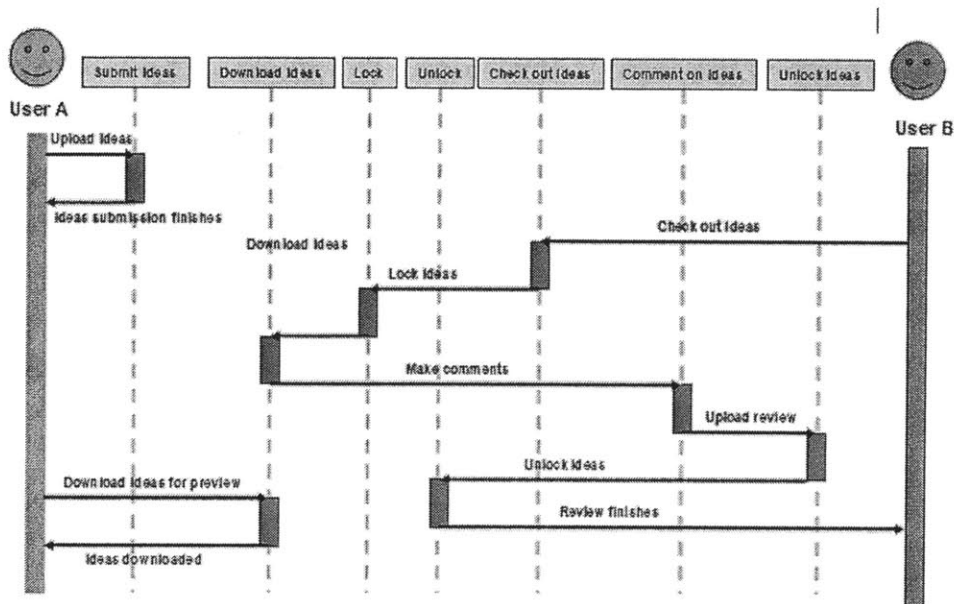 Submit Ideas
Download Ideas
Lock
Unlock
Check out Ideas
Comment on Ideas
Unlock Ideas
User A
User B
Upload Ideas
Ideas submission finishes
Check out Ideas
Download Ideas
Lock Ideas
Make comments
Upload review
Unlock Ideas
Download Ideas for preview
Review finishes
Ideas downloaded